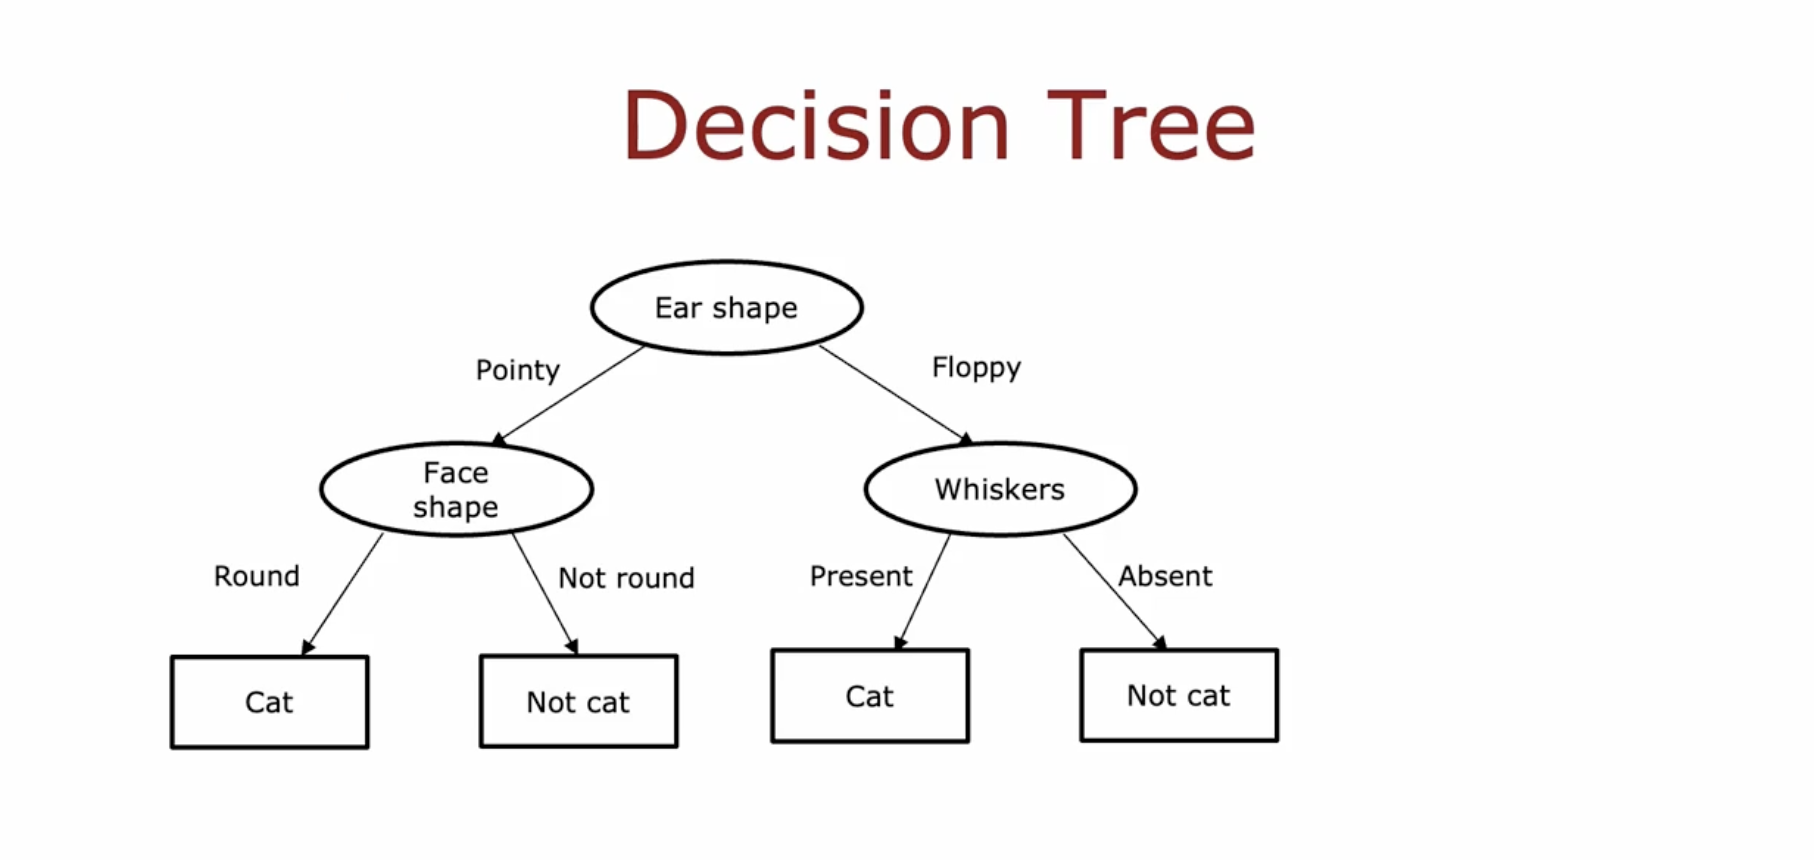 Decision Tree
Ear shape
Pointy
Floppy
Face
shape
Whiskers
Round
Not round
Present
Absent
Cat
Not cat
Cat
Not cat